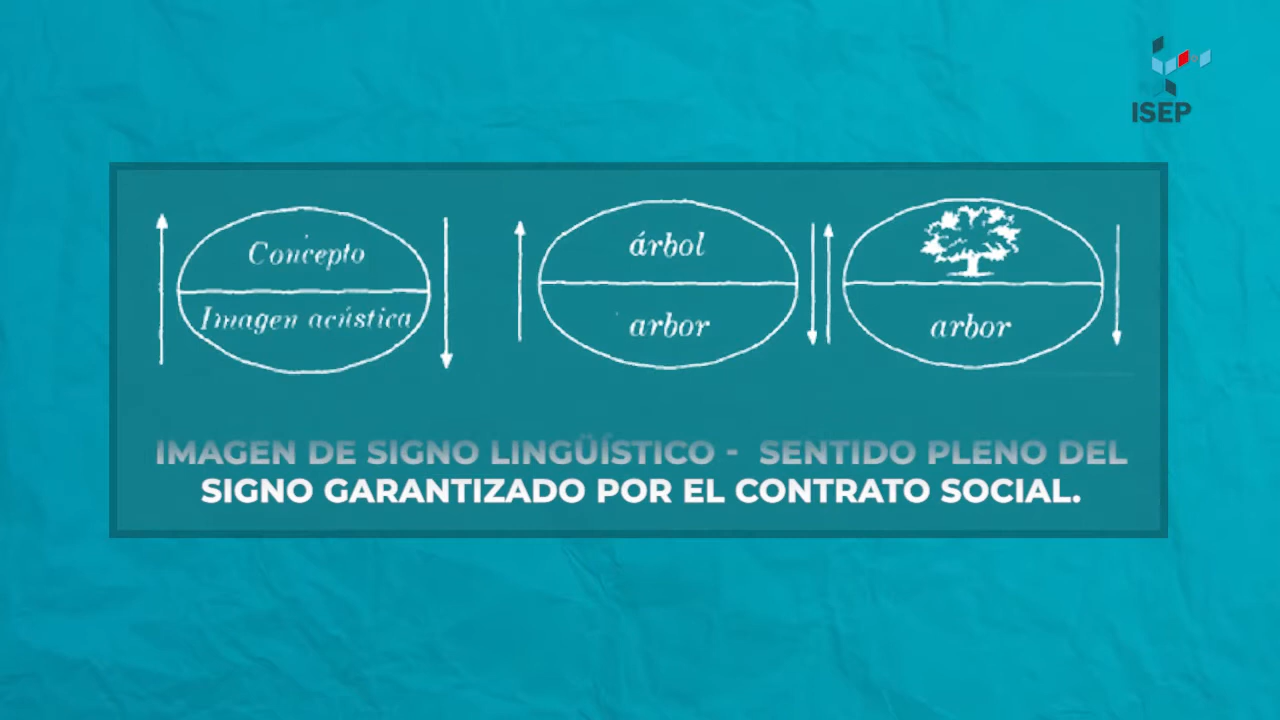 ISEP
Concepto
Imagen acústica
árbol
arbor
arbor
IMAGEN DE SIGNO LINGÜÍSTICO - SENTIDO PLENO DEL
SIGNO GARANTIZADO POR EL CONTRATO SOCIAL.